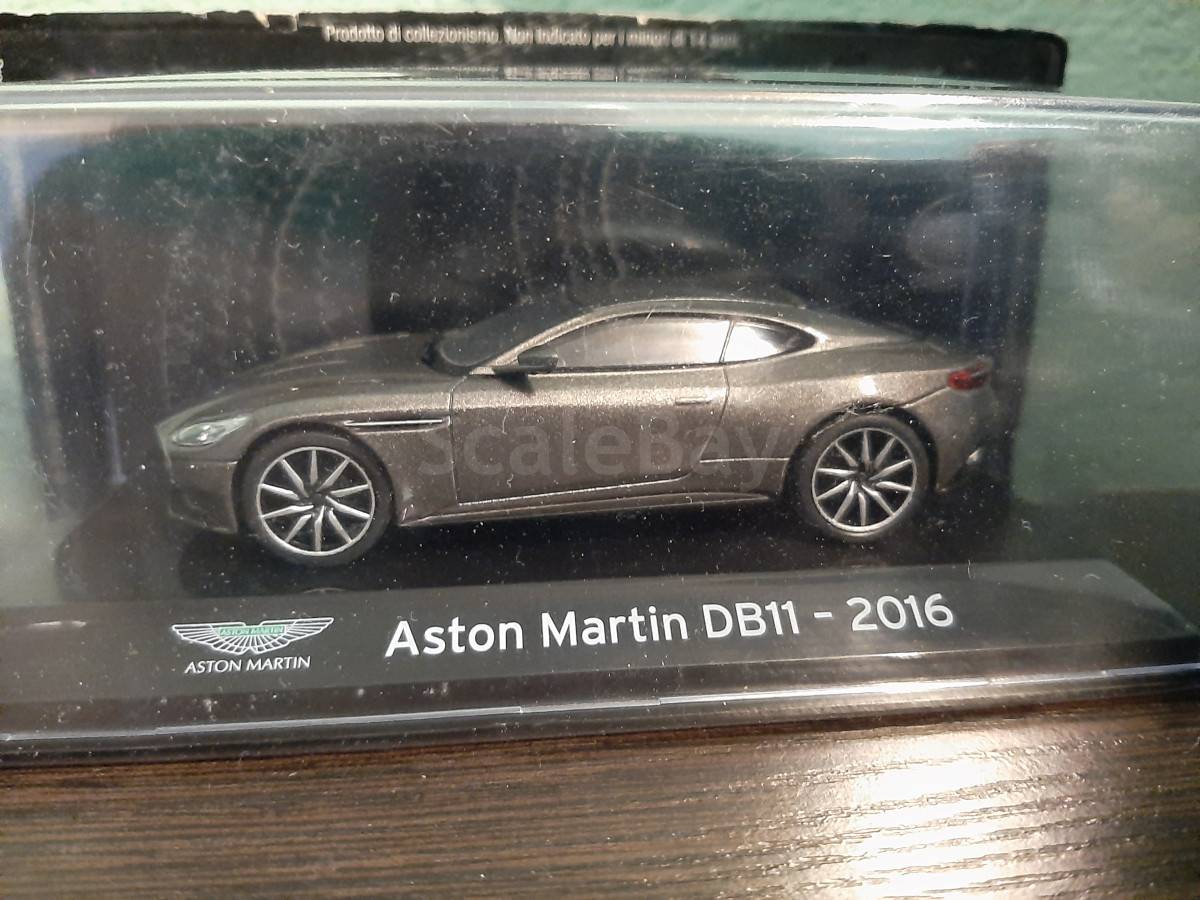 Prodotto di collezionismo. Non indicato per i minori di 14 anni
ScaleBay
ASTON MARTIN
ASTON MARTIN
Aston Martin DB11 - 2016